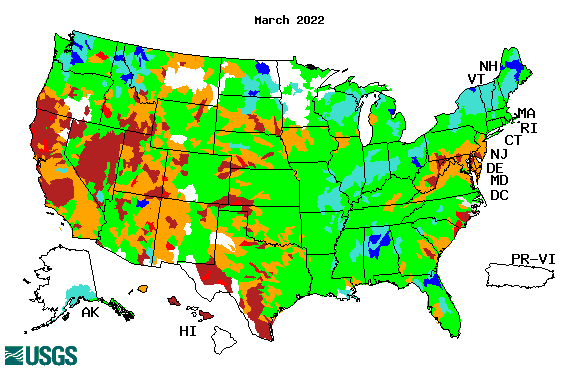 March 2022
NH
VT
MA
RI
CT
NJ
DE
MD
DC
PR-VI
AK
HI
USGS